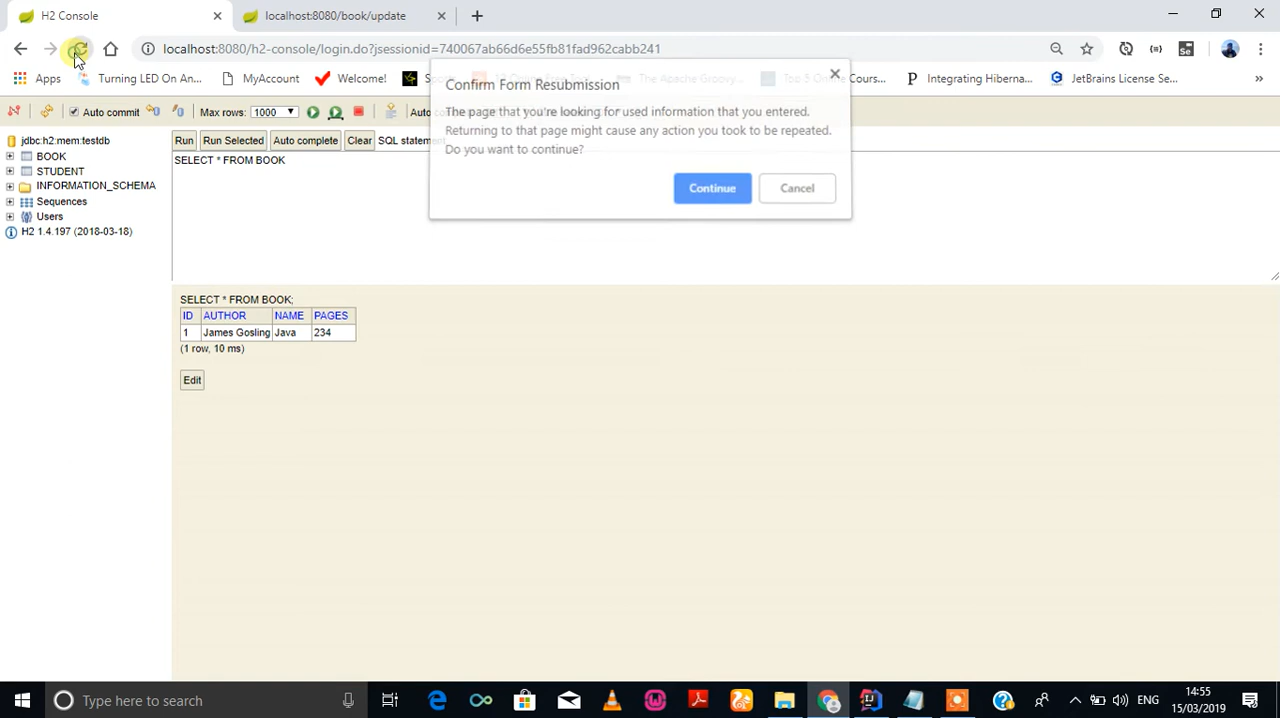 H2 Console
localhost:8080/book/update
localhost:8080/h2-console/login.do?jsessionid=740067ab66d6e55fb81fad962cabb241
Apps
Turning LED On An...
MyAccount
Welcome!
The Apache Groovy...
Cours...
Integrating Hiberna...
JetBrains License Se...
»
Confirm Form Resubmission
The page that you're looking for used information that you entered.
Returning to that page might cause any action you took to be repeated.
Do you want to continue?
Continue
Cancel
Auto commit
Max rows:
1000
jdbc:h2:mem:testdb
BOOK
STUDENT
INFORMATION_SCHEMA
Sequences
Users
H2 1.4.197 (2018-03-18)
Run
Run Selected
Auto complete
Clear
SQL
SELECT * FROM BOOK
SELECT * FROM BOOK;
ID AUTHOR NAME PAGES
1 James Gosling Java 234
(1 row, 10 ms)
Edit
Type here to search
ENG
14:55
15/03/2019